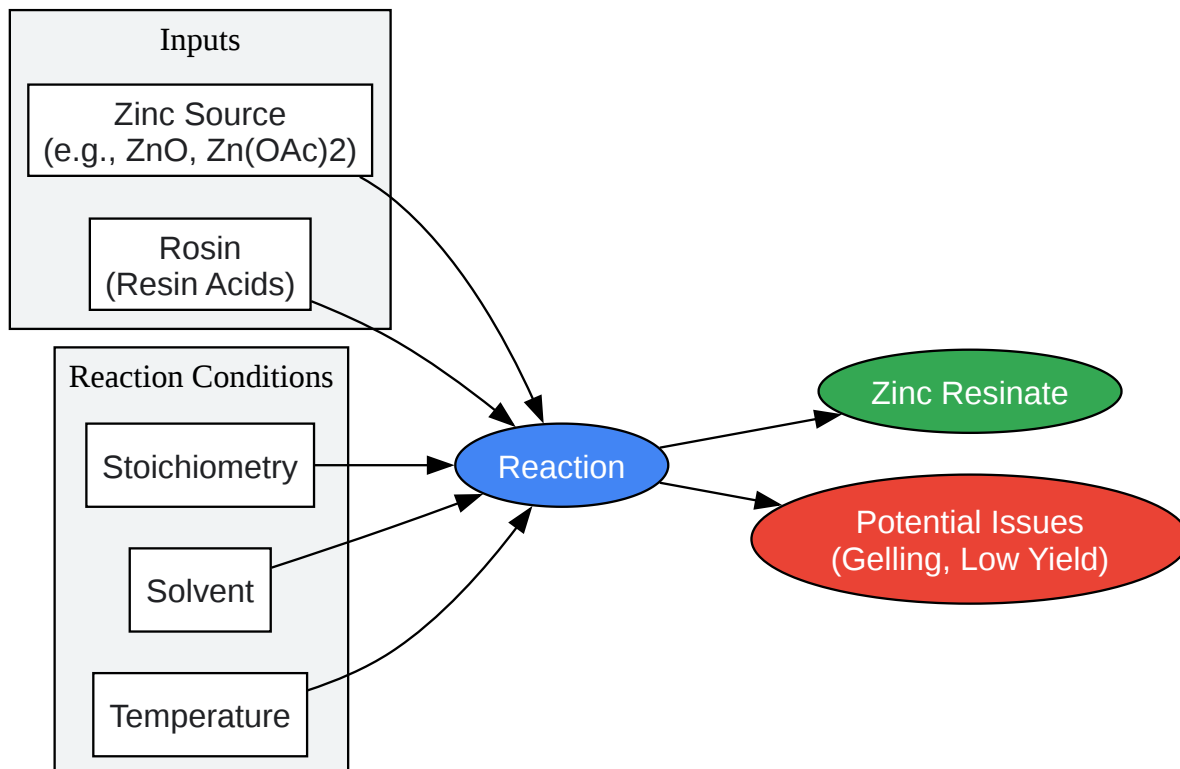 Inputs
Zinc Source
(e.g., ZnO, Zn(OAc)2)
Rosin
(Resin Acids)
Reaction Conditions
Stoichiometry
Solvent
Temperature
Reaction
Zinc Resinate
Potential Issues
(Gelling, Low Yield)